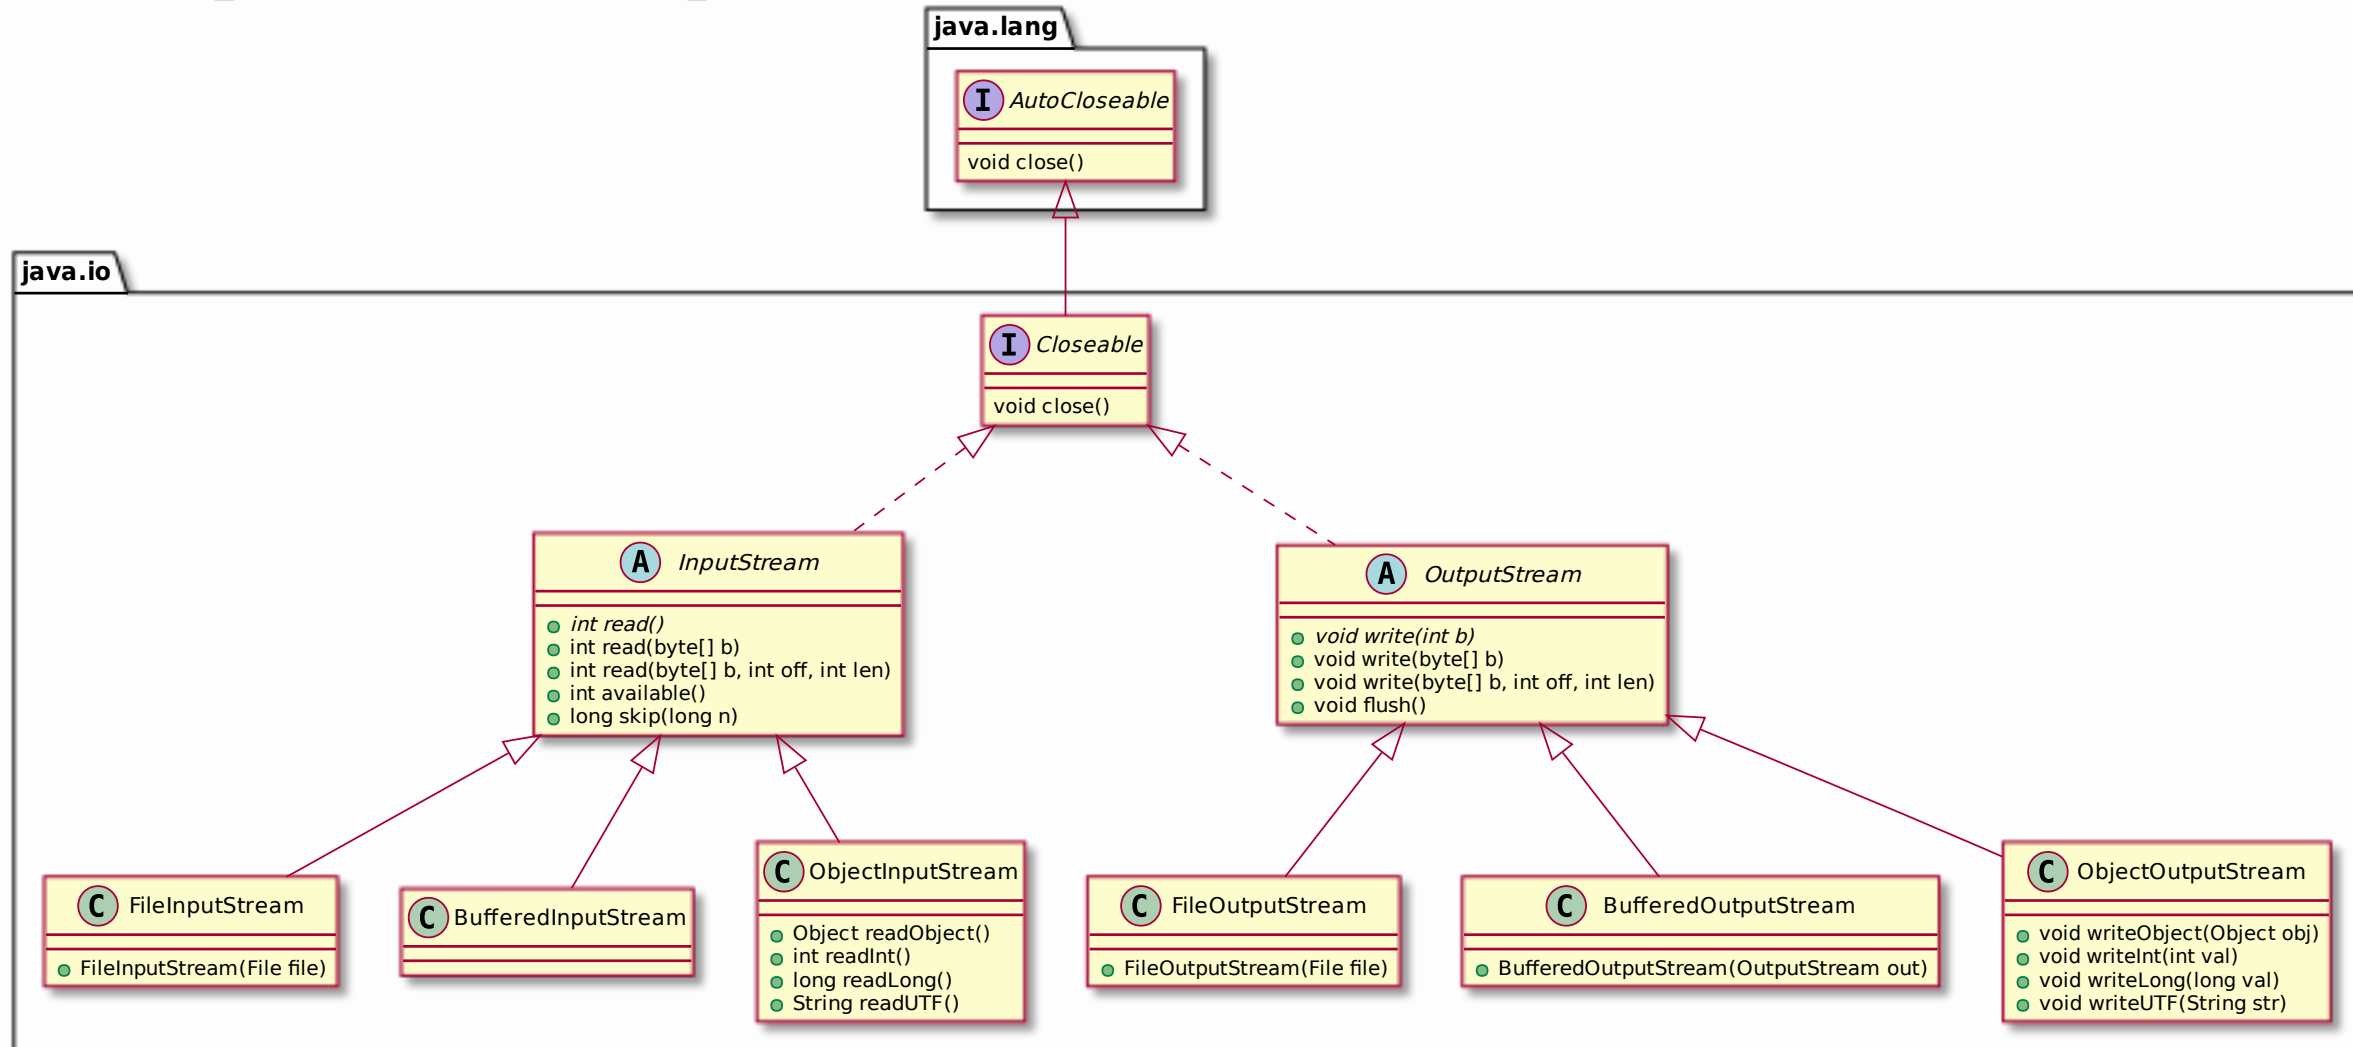 java.lang
I AutoCloseable
void close()
java.io
I Closeable
void close()
A InputStream
int read()
int read(byte[] b)
int read(byte[] b, int off, int len)
int available()
long skip(long n)
A OutputStream
void write(int b)
void write(byte[] b)
void write(byte[] b, int off, int len)
void flush()
C FileInputStream
FileInputStream(File file)
C BufferedInputStream
C ObjectInputStream
Object readObject()
int readInt()
long readLong()
String readUTF()
C FileOutputStream
FileOutputStream(File file)
C BufferedOutputStream
BufferedOutputStream(OutputStream out)
C ObjectOutputStream
void writeObject(Object obj)
void writeInt(int val)
void writeLong(long val)
void writeUTF(String str)